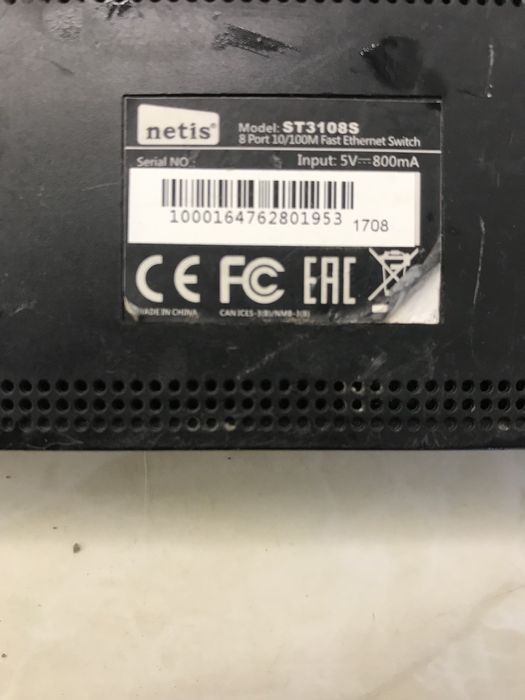 netis
Model: ST3108S
8 Port 10/100M Fast Ethernet Switch
Serial NO.:
Input: 5V⎓800mA
1000164762801953
1708
CE FC EAC
MADE IN CHINA
CAN ICES-3(B)/NMB-3(B)